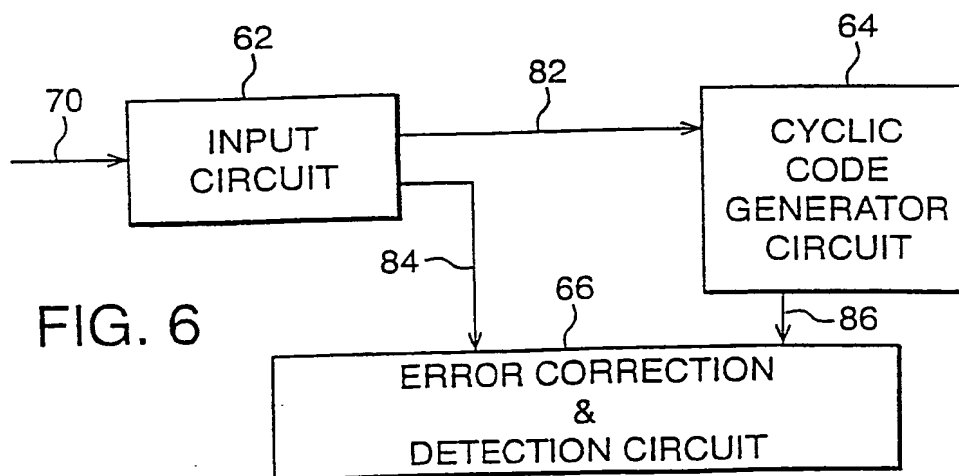 62
64
70
82
INPUT
CIRCUIT
CYCLIC
CODE
GENERATOR
CIRCUIT
84
66
86
FIG. 6
ERROR CORRECTION
&
DETECTION CIRCUIT